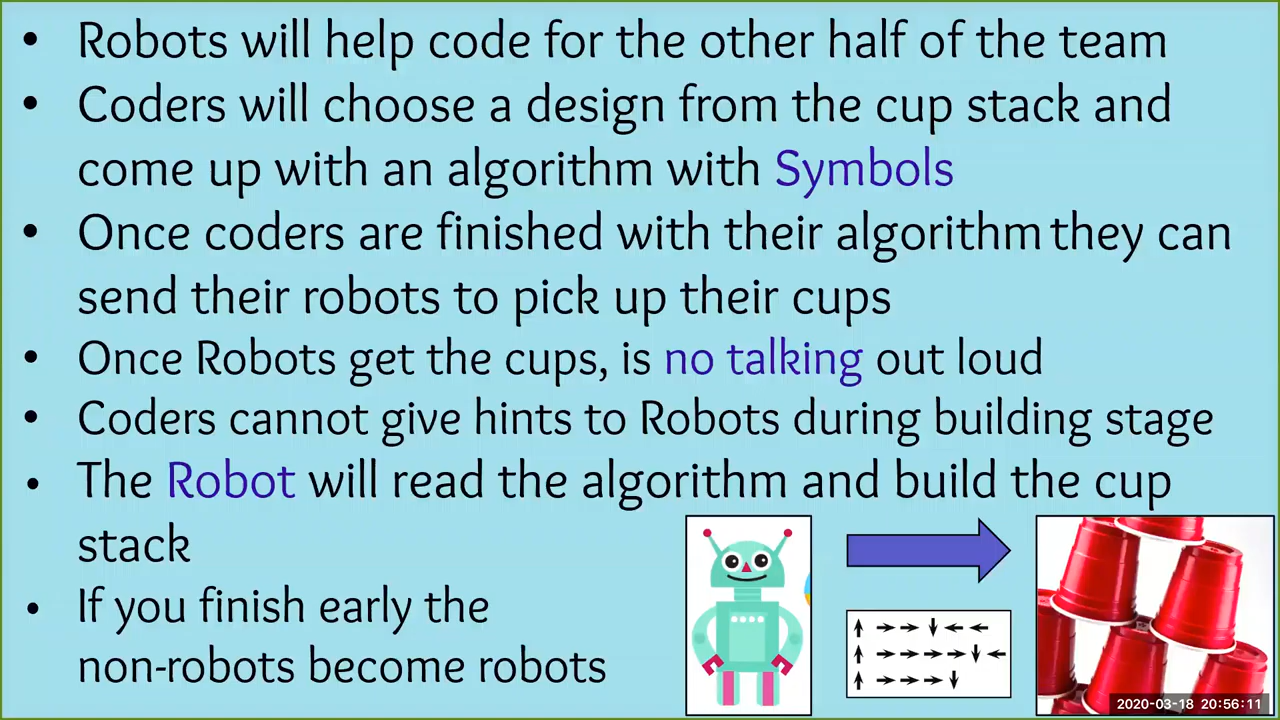 • Robots will help code for the other half of the team
• Coders will choose a design from the cup stack and
come up with an algorithm with Symbols
• Once coders are finished with their algorithm they can
send their robots to pick up their cups
• Once Robots get the cups, is no talking out loud
• Coders cannot give hints to Robots during building stage
• The Robot will read the algorithm and build the cup
stack
• If you finish early the
non-robots become robots
↑ →→↓←←
↑ →→→→↓←
↑ →→→↓
2020-03-18 20:56:11